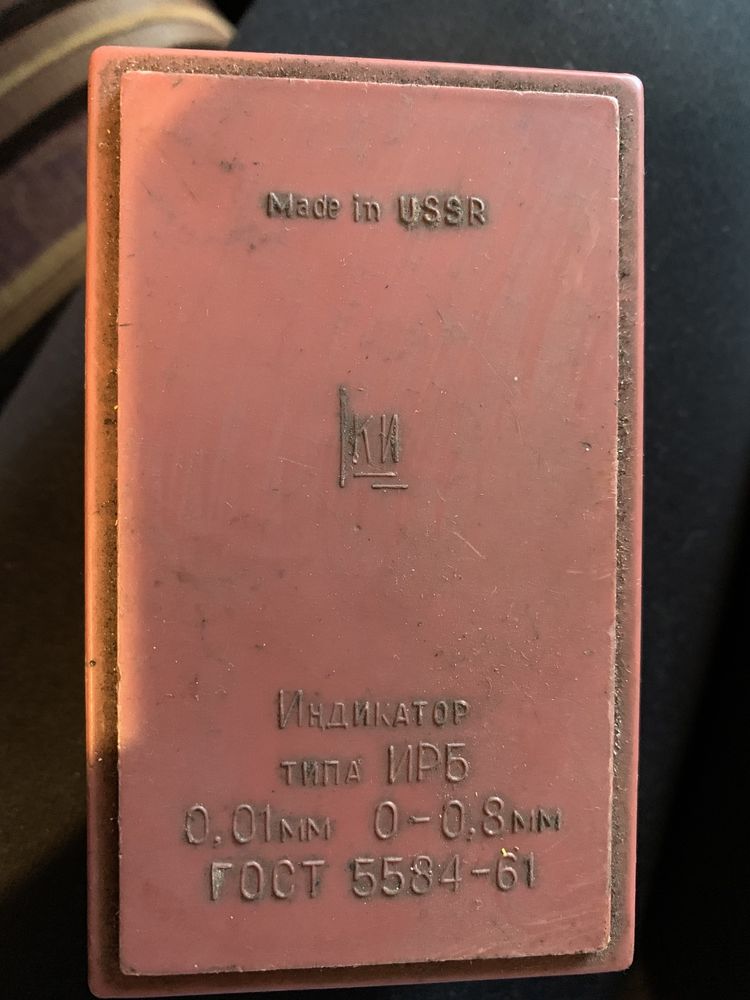 Made in USSR
КИ
Индикатор
типа ИРБ
0,01мм 0-0,8мм
ГОСТ 5584-61